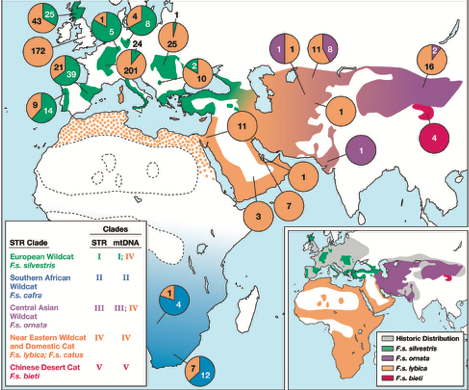 43
25
1
5
4
8
1
25
172
24
201
2
10
21
39
9
14
1
1
11
8
2
16
1
4
1
11
1
7
3
1
4
7
12
Clades
STR Clade
STR
mtDNA
European Wildcat
I
I; IV
F.s. silvestris
Southern African
II
II
Wildcat
F.s. cafra
Central Asian
III
III; IV
Wildcat
F.s. ornata
Near Eastern Wildcat
IV
IV
and Domestic Cat
F.s. lybica; F.s. catus
Chinese Desert Cat
V
V
F.s. bieti
Historic Distribution
F.s. silvestris
F.s. ornata
F.s. lybica
F.s. bieti